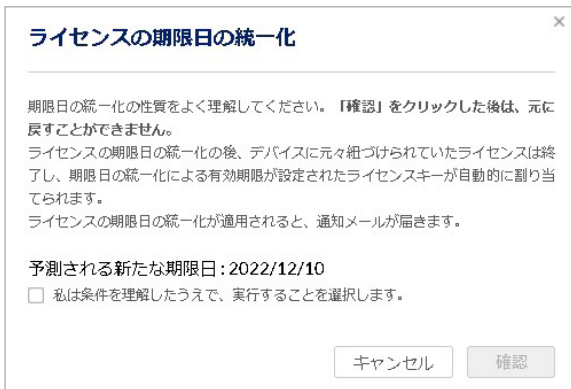 ライセンスの期限日の統一化
期限日の統一化の性質をよく理解してください。「確認」をクリックした後は、元に
戻すことができません。
ライセンスの期限日の統一化の後、デバイスに元々紐づけられていたライセンスは終
了し、期限日の統一化による有効期限が設定されたライセンスキーが自動的に割り当
てられます。
ライセンスの期限日の統一化が適用されると、通知メールが届きます。
予測される新たな期限日:2022/12/10
私は条件を理解したうえで、実行することを選択します。
キャンセル 確認